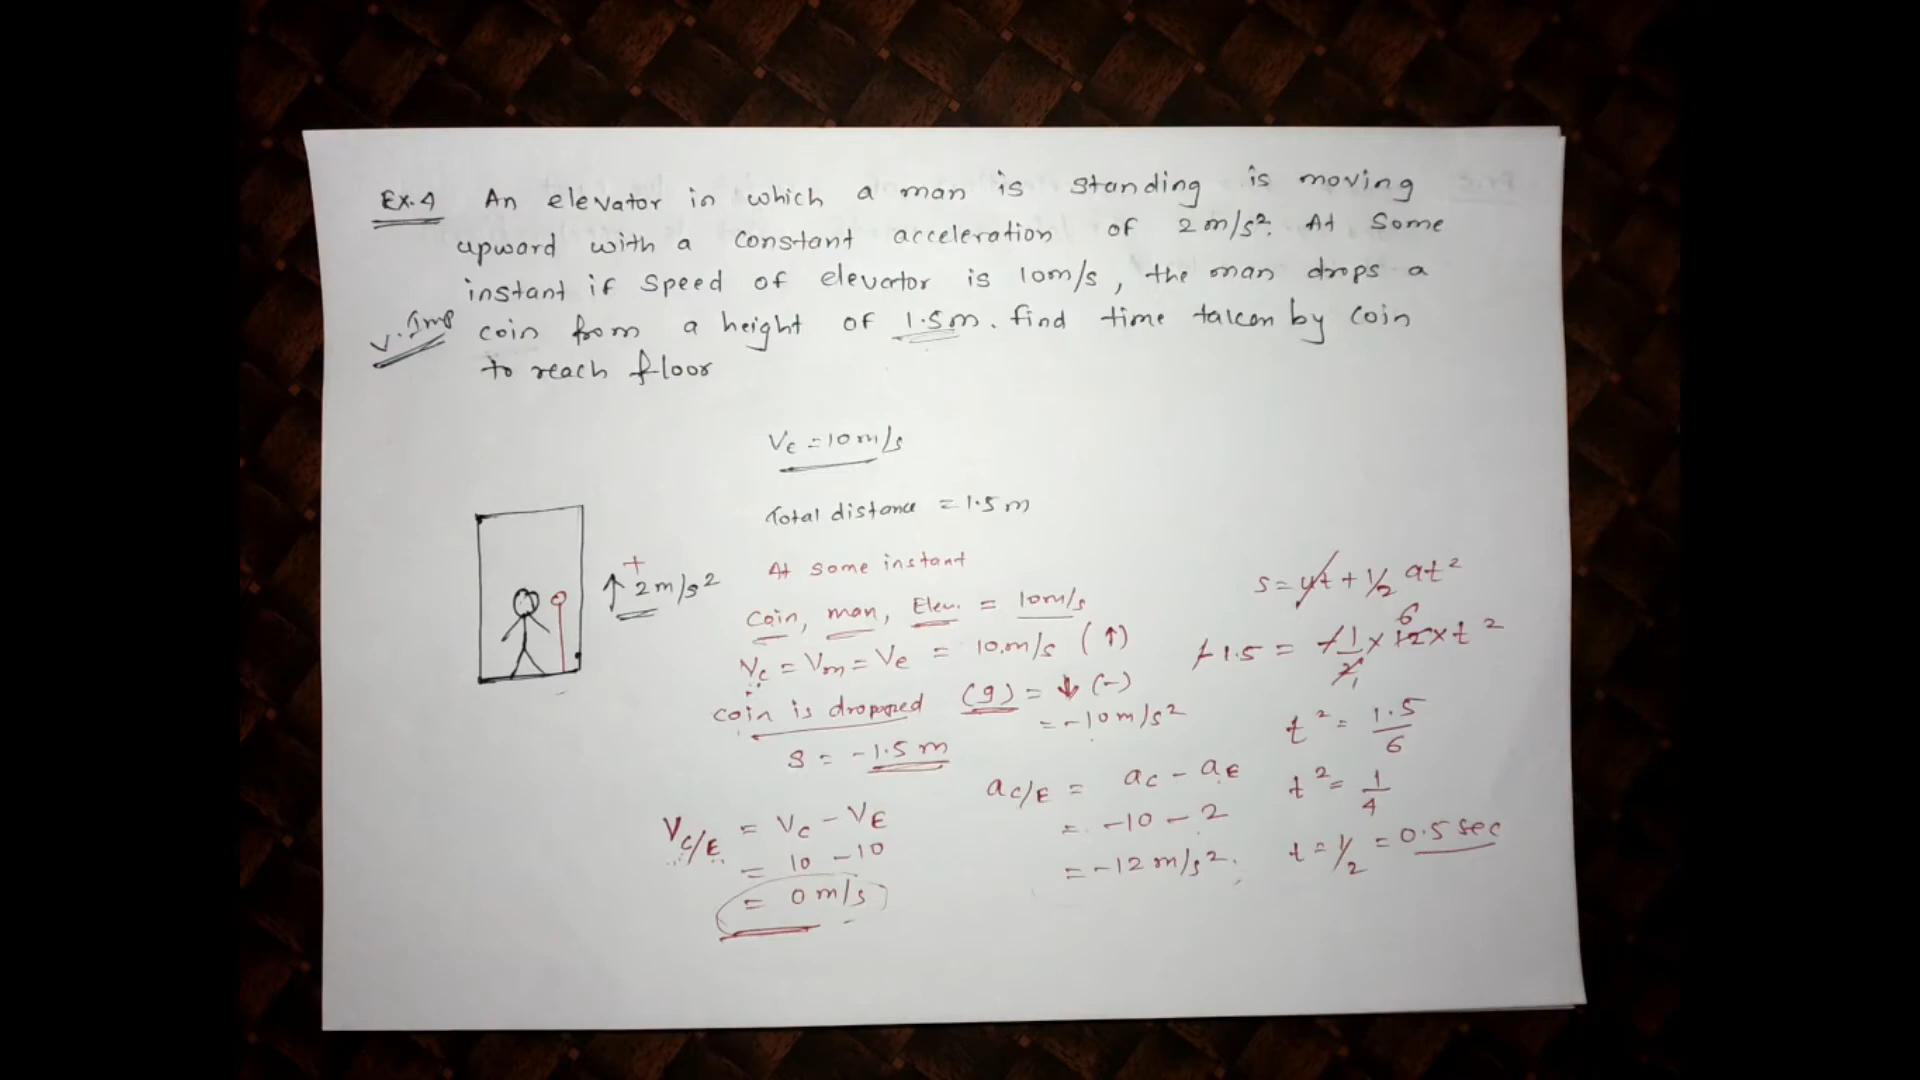 Ex.4 An elevator in which a man is standing is moving
upward with a constant acceleration of 2m/s². At Some
instant if speed of elevator is 10m/s, the man drops a
V.Imp coin from a height of 1.5m. find time taken by coin
to reach floor
Ve = 10 m/s
Total distance = 1.5 m
+
↑ 2m/s²
At some instant
Coin, man, Elev. = 10m/s
Vc = Vm = Ve = 10.m/s (↑)
coin is dropped (g) = ↓ (-)
= -10m/s²
S = -1.5 m
VC/E = Vc - VE
= 10 - 10
= 0 m/s
aC/E = aC - aE
= -10 - 2
= -12 m/s².
s = ut + 1/2 at²
6
-1.5 = -1/2 x 12 x t²
1
t² = 1.5/6
t² = 1/4
t = 1/2 = 0.5 sec